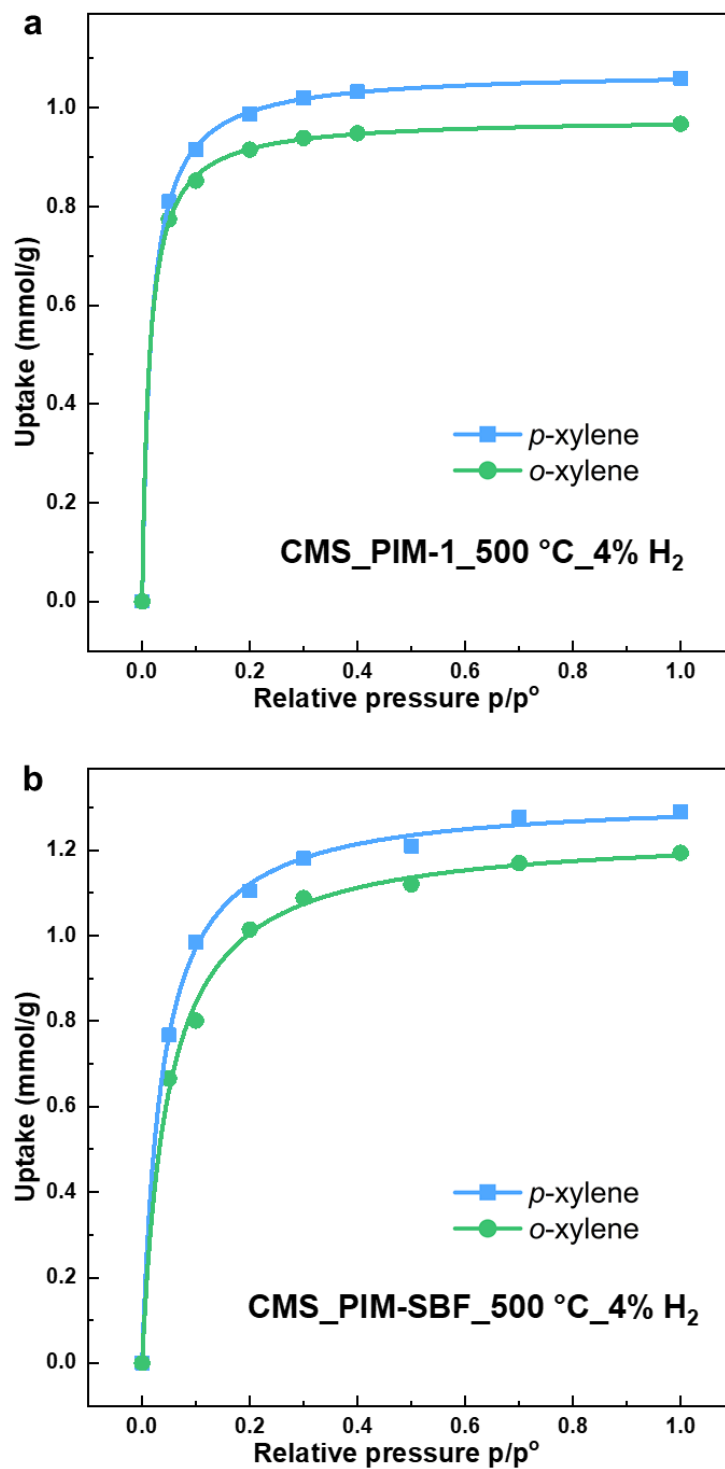 a
1.0
0.8
0.6
0.4
0.2
0.0
Uptake (mmol/g)
p-xylene
o-xylene
CMS_PIM-1_500 °C_4% H₂
0.0 0.2 0.4 0.6 0.8 1.0
Relative pressure p/pº
b
1.2
1.0
0.8
0.6
0.4
0.2
0.0
Uptake (mmol/g)
p-xylene
o-xylene
CMS_PIM-SBF_500 °C_4% H₂
0.0 0.2 0.4 0.6 0.8 1.0
Relative pressure p/pº